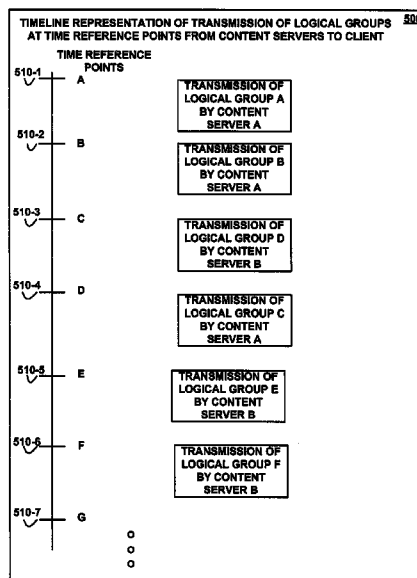 500
TIMELINE REPRESENTATION OF TRANSMISSION OF LOGICAL GROUPS
AT TIME REFERENCE POINTS FROM CONTENT SERVERS TO CLIENT
TIME REFERENCE
POINTS
510-1
A
TRANSMISSION OF
LOGICAL GROUP A
BY CONTENT
SERVER A
510-2
B
TRANSMISSION OF
LOGICAL GROUP B
BY CONTENT
SERVER A
510-3
C
TRANSMISSION OF
LOGICAL GROUP D
BY CONTENT
SERVER B
510-4
D
TRANSMISSION OF
LOGICAL GROUP C
BY CONTENT
SERVER A
510-5
E
TRANSMISSION OF
LOGICAL GROUP E
BY CONTENT
SERVER B
510-6
F
TRANSMISSION OF
LOGICAL GROUP F
BY CONTENT
SERVER B
510-7
G